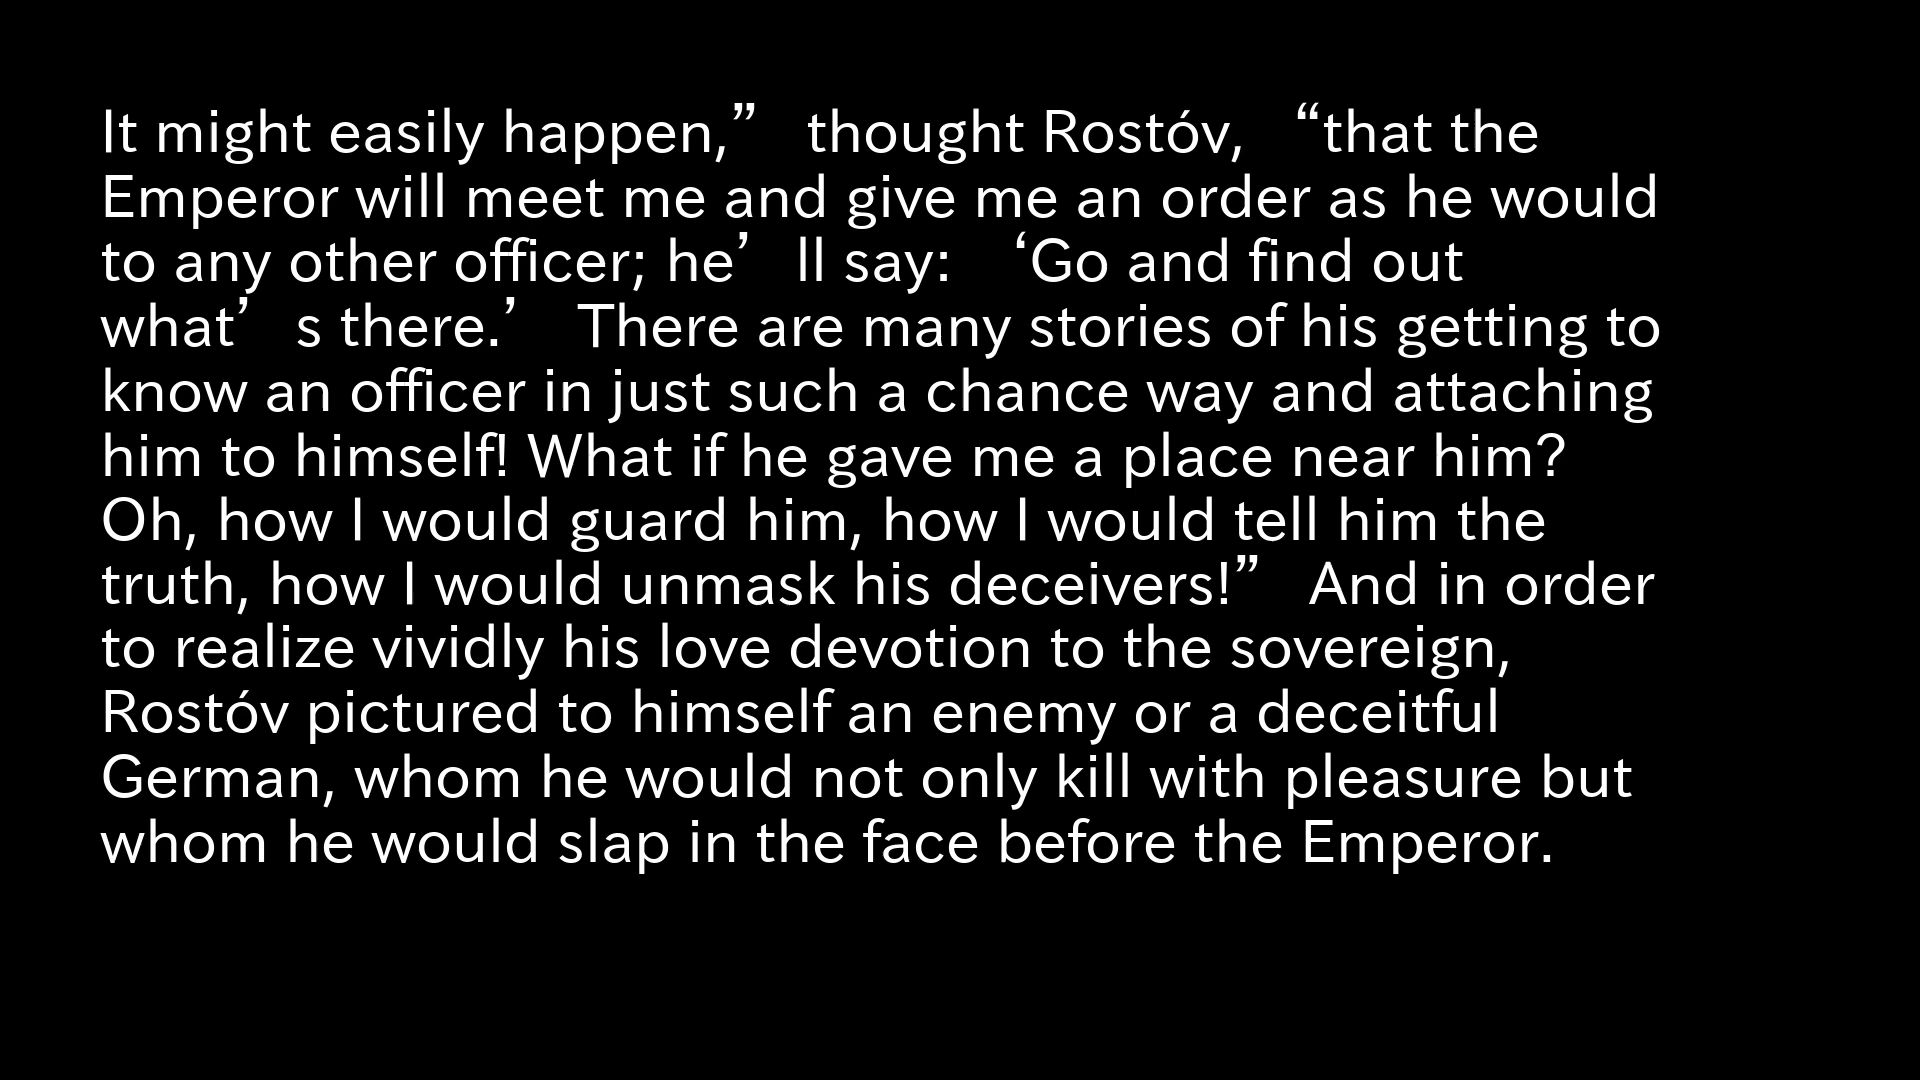 It might easily happen,” thought Rostóv, “that the
Emperor will meet me and give me an order as he would
to any other officer; he’ll say: ‘Go and find out
what’s there.’ There are many stories of his getting to
know an officer in just such a chance way and attaching
him to himself! What if he gave me a place near him?
Oh, how I would guard him, how I would tell him the
truth, how I would unmask his deceivers!” And in order
to realize vividly his love devotion to the sovereign,
Rostóv pictured to himself an enemy or a deceitful
German, whom he would not only kill with pleasure but
whom he would slap in the face before the Emperor.